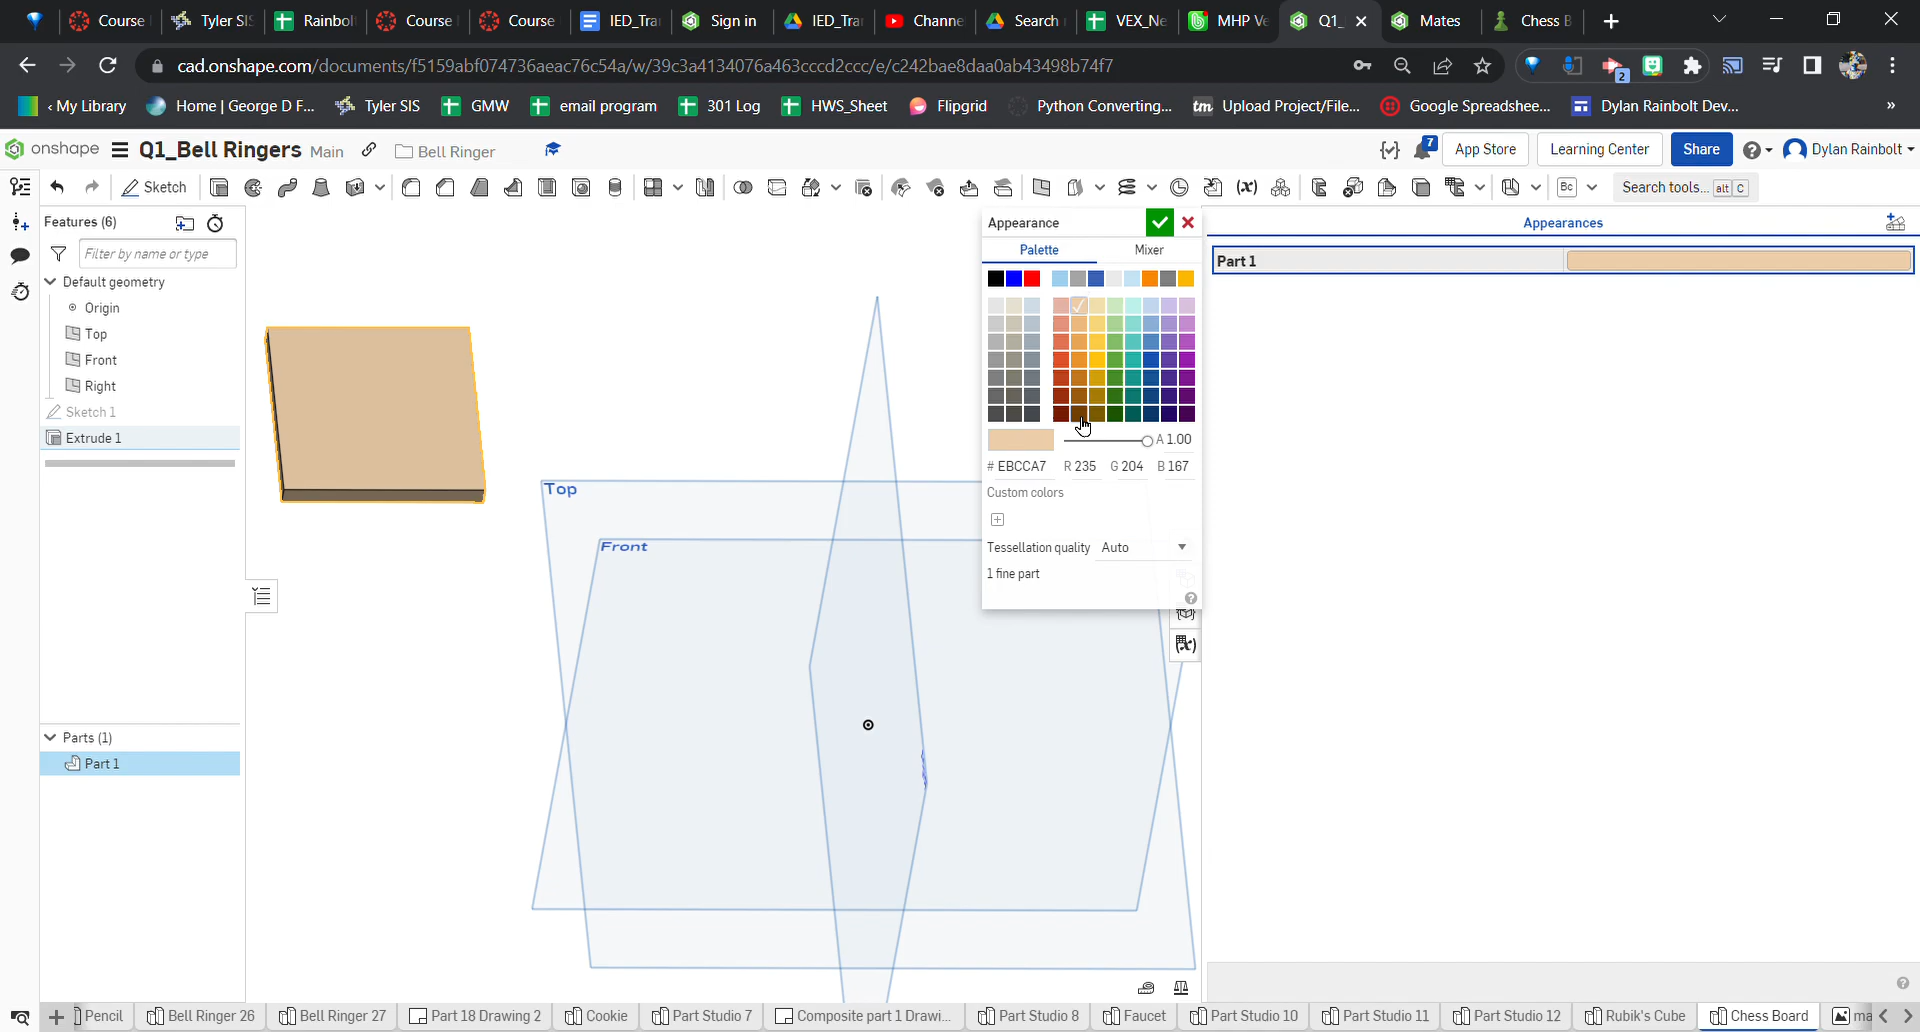 Course
Tyler SIS
Rainbol
Course
Course
IED_Tra
Sign in
IED_Tra
Channe
Search
VEX_Ne
MHP Ve
Q1_
Mates
Chess B
cad.onshape.com/documents/f5159abf074736aeac76c54a/w/39c3a4134076a463cccd2ccc/e/c242bae8daa0ab43498b74f7
2
‹ My Library
Home | George D F...
Tyler SIS
GMW
email program
301 Log
HWS_Sheet
Flipgrid
Python Converting...
tm Upload Project/File...
Google Spreadshee...
Dylan Rainbolt Dev...
»
onshape
Q1_Bell Ringers Main
Bell Ringer
7
App Store
Learning Center
Share
Dylan Rainbolt
Sketch
(x)
Bc
Search tools... alt C
Features (6)
Filter by name or type
Default geometry
Origin
Top
Front
Right
Sketch 1
Extrude 1
Parts (1)
Part 1
Top
Front
Appearance
Palette
Mixer
A 1.00
# EBCCA7 R 235 G 204 B 167
Custom colors
Tessellation quality Auto
1 fine part
(x)
Appearances
Part 1
Pencil
Bell Ringer 26
Bell Ringer 27
Part 18 Drawing 2
Cookie
Part Studio 7
Composite part 1 Drawi...
Part Studio 8
Faucet
Part Studio 10
Part Studio 11
Part Studio 12
Rubik's Cube
Chess Board
ma